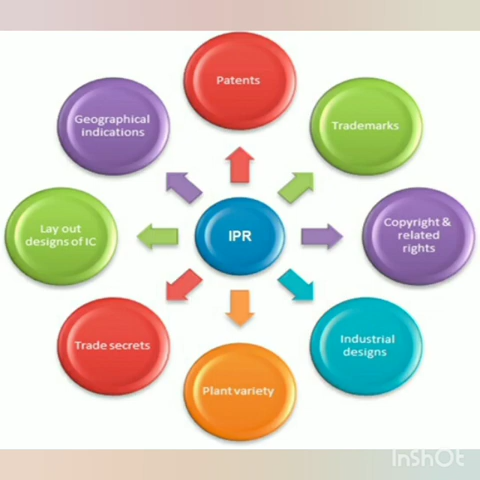 Patents
Geographical
indications
Trademarks
Lay out
designs of IC
IPR
Copyright &
related
rights
Trade secrets
Industrial
designs
Plant variety
InShOt